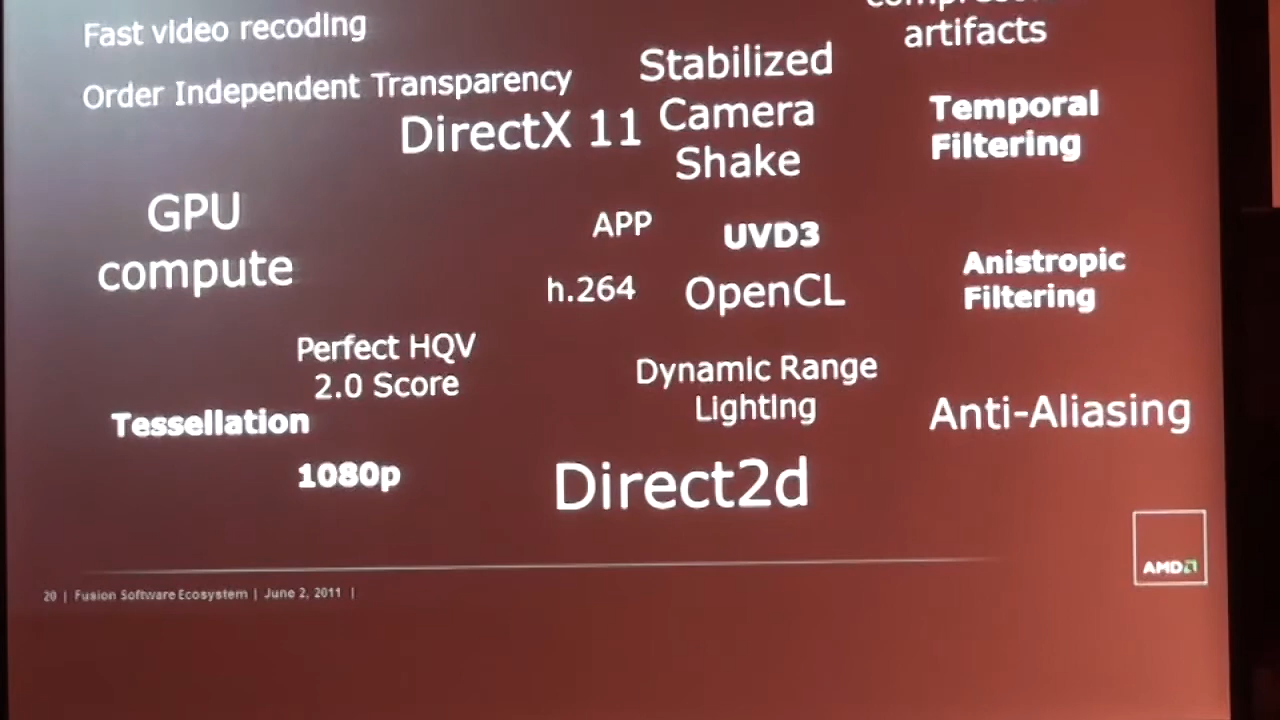 Fast video recoding
artifacts
Order Independent Transparency
DirectX 11
Stabilized
Camera
Shake
Temporal
Filtering
GPU
compute
APP
UVD3
h.264
OpenCL
Anistropic
Filtering
Perfect HQV
2.0 Score
Dynamic Range
Lighting
Tessellation
Anti-Aliasing
1080p
Direct2d
AMD
20 | Fusion Software Ecosystem | June 2, 2011 |